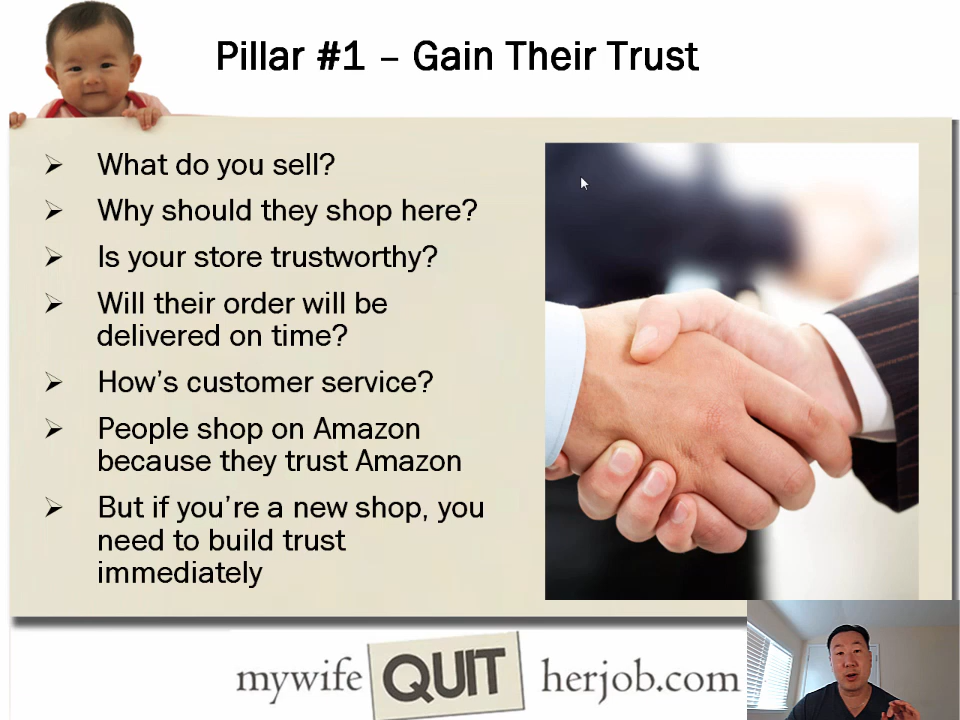 Pillar #1 – Gain Their Trust
What do you sell?
Why should they shop here?
Is your store trustworthy?
Will their order will be
delivered on time?
How's customer service?
People shop on Amazon
because they trust Amazon
But if you're a new shop, you
need to build trust
immediately
mywife QUIT herjob.com